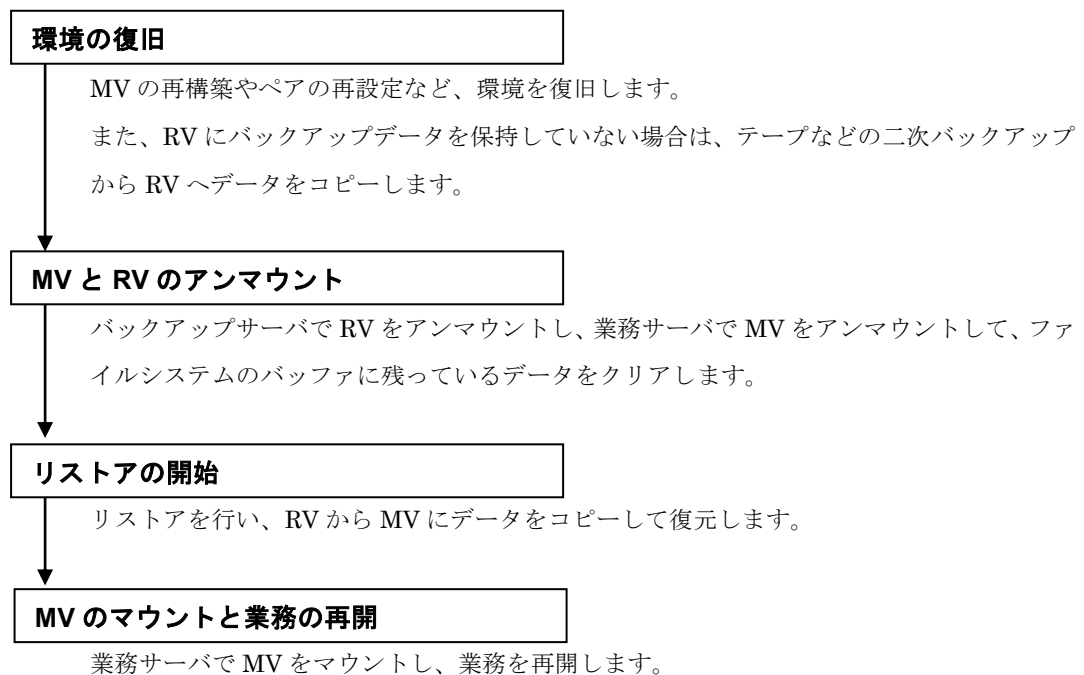 環境の復旧
MV の再構築やペアの再設定など、環境を復旧します。
また、RV にバックアップデータを保持していない場合は、テープなどの二次バックアップ
から RV へデータをコピーします。
MV と RV のアンマウント
バックアップサーバで RV をアンマウントし、業務サーバで MV をアンマウントして、ファ
イルシステムのバッファに残っているデータをクリアします。
リストアの開始
リストアを行い、RV から MV にデータをコピーして復元します。
MV のマウントと業務の再開
業務サーバで MV をマウントし、業務を再開します。